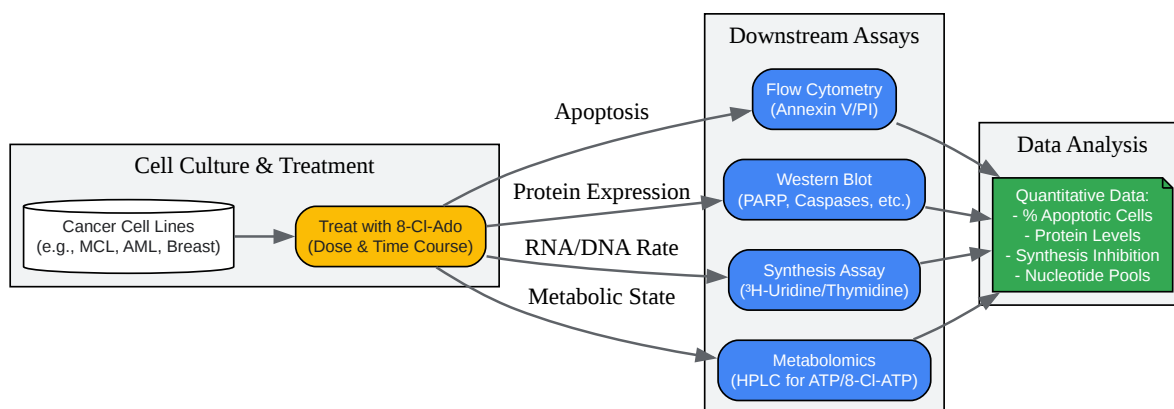 Cell Culture & Treatment
Cancer Cell Lines
(e.g., MCL, AML, Breast)
Treat with 8-Cl-Ado
(Dose & Time Course)
Apoptosis
Protein Expression
RNA/DNA Rate
Metabolic State
Downstream Assays
Flow Cytometry
(Annexin V/PI)
Western Blot
(PARP, Caspases, etc.)
Synthesis Assay
(³H-Uridine/Thymidine)
Metabolomics
(HPLC for ATP/8-Cl-ATP)
Data Analysis
Quantitative Data:
- % Apoptotic Cells
- Protein Levels
- Synthesis Inhibition
- Nucleotide Pools